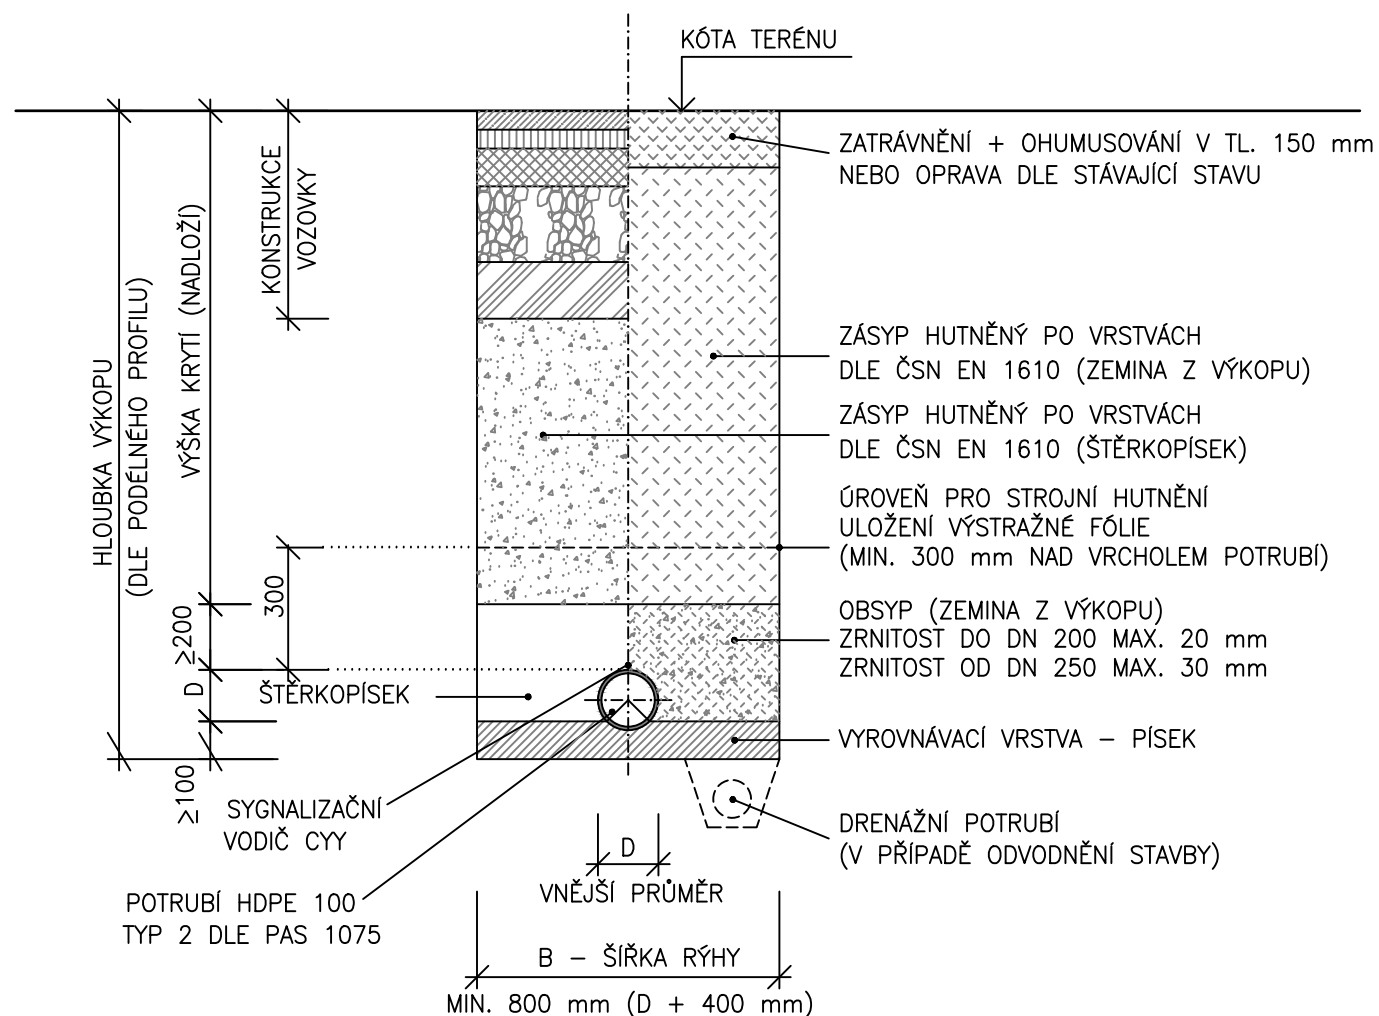 KÓTA TERÉNU
ZATRÁVNĚNÍ + OHUMUSOVÁNÍ V TL. 150 mm
NEBO OPRAVA DLE STÁVAJÍCÍ STAVU
KONSTRUKCE
VOZOVKY
HLOUBKA VÝKOPU
(DLE PODÉLNÉHO PROFILU)
VÝŠKA KRYTÍ (NADLOŽÍ)
ZÁSYP HUTNĚNÝ PO VRSTVÁCH
DLE ČSN EN 1610 (ZEMINA Z VÝKOPU)
ZÁSYP HUTNĚNÝ PO VRSTVÁCH
DLE ČSN EN 1610 (ŠTĚRKOPÍSEK)
ÚROVEŇ PRO STROJNÍ HUTNĚNÍ
ULOŽENÍ VÝSTRAŽNÉ FÓLIE
(MIN. 300 mm NAD VRCHOLEM POTRUBÍ)
300
≥200
D
≥100
OBSYP (ZEMINA Z VÝKOPU)
ZRNITOST DO DN 200 MAX. 20 mm
ZRNITOST OD DN 250 MAX. 30 mm
ŠTĚRKOPÍSEK
VYROVNÁVACÍ VRSTVA – PÍSEK
SYGNALIZAČNÍ
VODIČ CYY
DRENÁŽNÍ POTRUBÍ
(V PŘÍPADĚ ODVODNĚNÍ STAVBY)
D
VNĚJŠÍ PRŮMĚR
POTRUBÍ HDPE 100
TYP 2 DLE PAS 1075
B – ŠÍŘKA RÝHY
MIN. 800 mm (D + 400 mm)